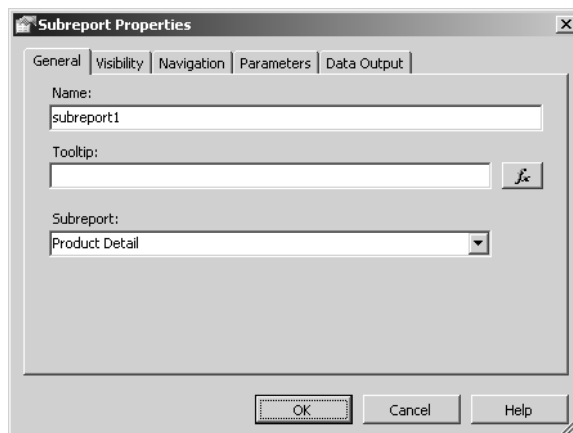 Subreport Properties
General Visibility Navigation Parameters Data Output
Name:
subreport1
Tooltip:
fx
Subreport:
Product Detail
OK Cancel Help